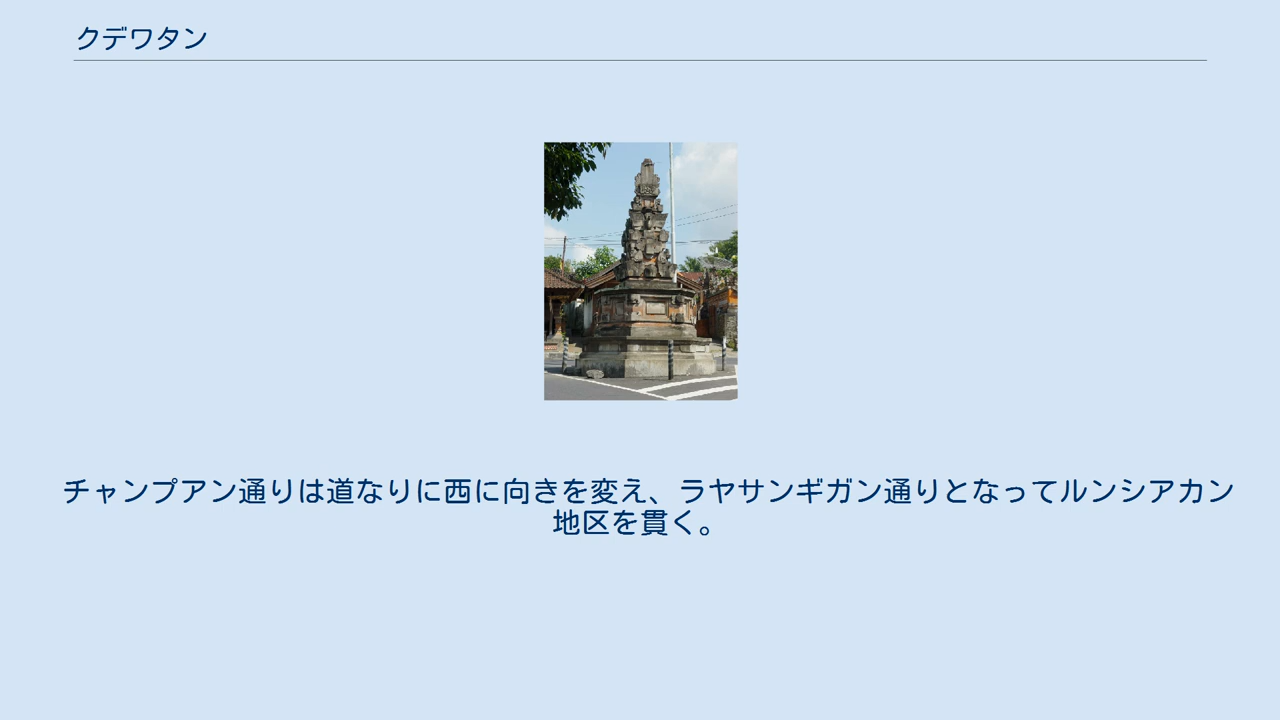 クデワタン
チャンプアン通りは道なりに西に向きを変え、ラヤサンギガン通りとなってルンシアカン
地区を貫く。